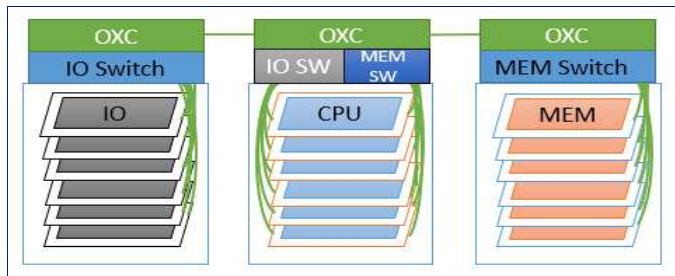 OXC
IO Switch
IO
OXC
IO SW
MEM
SW
CPU
OXC
MEM Switch
MEM